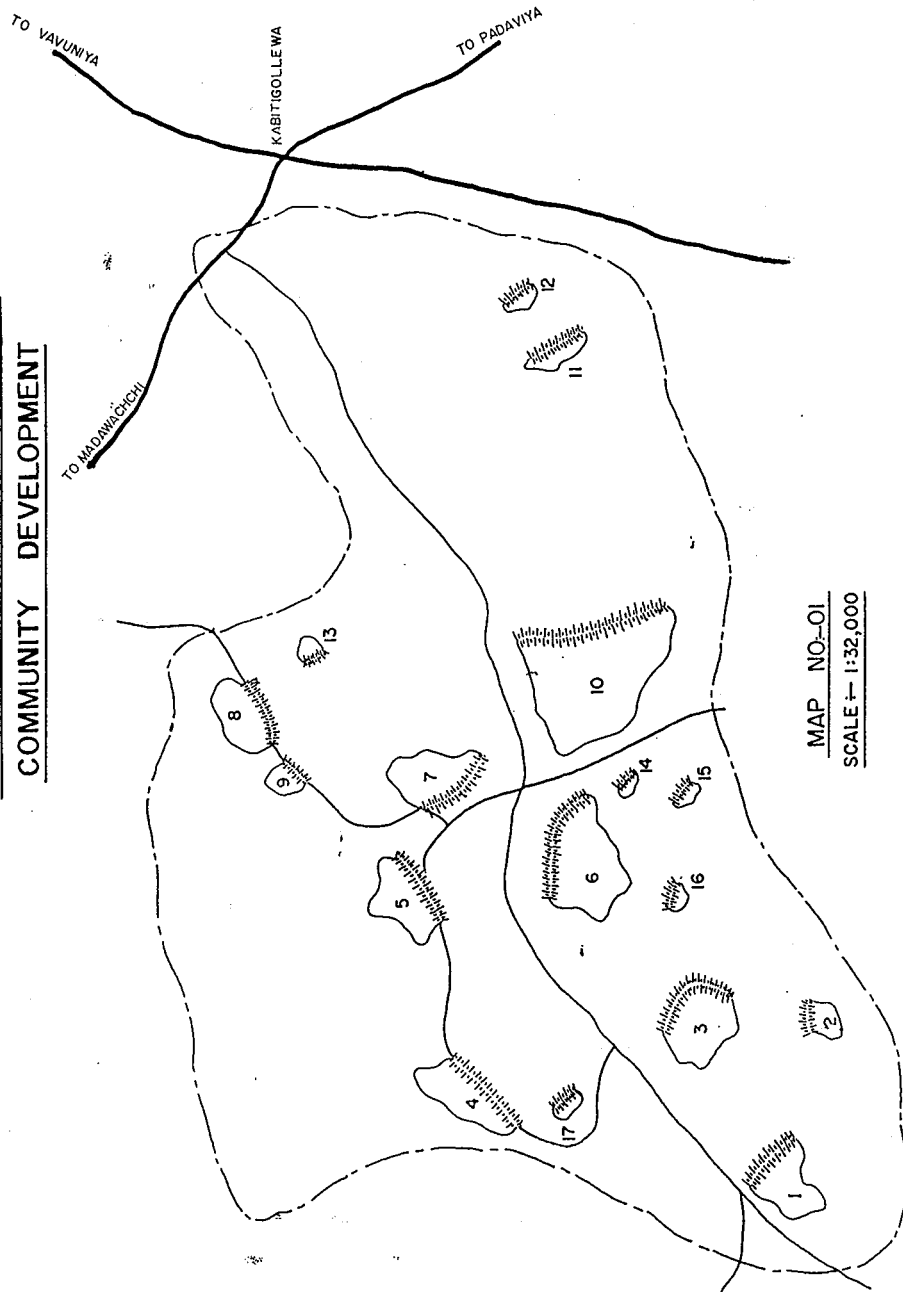 COMMUNITY DEVELOPMENT
TO VAVUNIYA
KABITIGOLLEWA
TO PADAVIYA
TO MADAWACHCHI
12
11
13
8
9
10
7
14
15
5
6
16
3
2
4
17
1
MAP NO:-01
SCALE :- 1:32,000